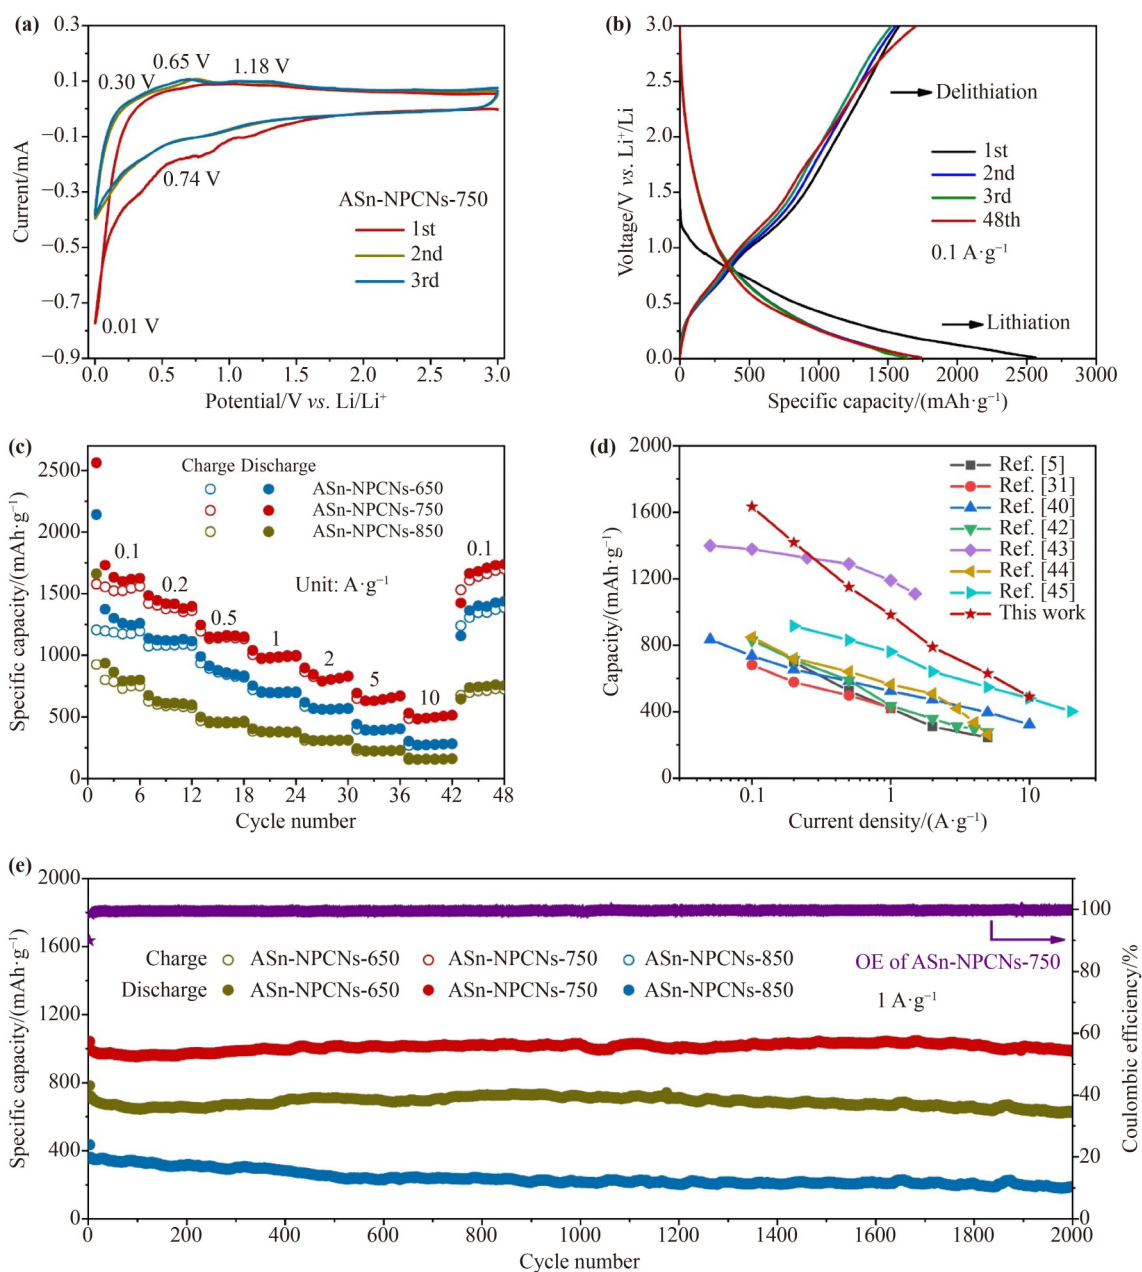 (a)
0.3
0.1
−0.1
−0.3
−0.5
−0.7
−0.9
Current/mA
0.65 V
1.18 V
0.30 V
0.74 V
0.01 V
ASn-NPCNs-750
1st
2nd
3rd
0.0 0.5 1.0 1.5 2.0 2.5 3.0
Potential/V vs. Li/Li⁺
(b)
3.0
2.5
2.0
1.5
1.0
0.5
0.0
Voltage/V vs. Li⁺/Li
Delithiation
1st
2nd
3rd
48th
0.1 A·g⁻¹
Lithiation
0 500 1000 1500 2000 2500 3000
Specific capacity/(mAh·g⁻¹)
(c)
2500
2000
1500
1000
500
0
Specific capacity/(mAh·g⁻¹)
Charge Discharge
ASn-NPCNs-650
ASn-NPCNs-750
ASn-NPCNs-850
0.1
0.2
0.5
1
2
5
10
0.1
Unit: A·g⁻¹
0 6 12 18 24 30 36 42 48
Cycle number
(d)
2000
1600
1200
800
400
0
Capacity/(mAh·g⁻¹)
Ref. [5]
Ref. [31]
Ref. [40]
Ref. [42]
Ref. [43]
Ref. [44]
Ref. [45]
This work
0.1 1 10
Current density/(A·g⁻¹)
(e)
2000
1600
1200
800
400
0
Specific capacity/(mAh·g⁻¹)
Charge ASn-NPCNs-650 ASn-NPCNs-750 ASn-NPCNs-850
Discharge ASn-NPCNs-650 ASn-NPCNs-750 ASn-NPCNs-850
OE of ASn-NPCNs-750
1 A·g⁻¹
100
80
60
40
20
0
Coulombic efficiency/%
0 200 400 600 800 1000 1200 1400 1600 1800 2000
Cycle number